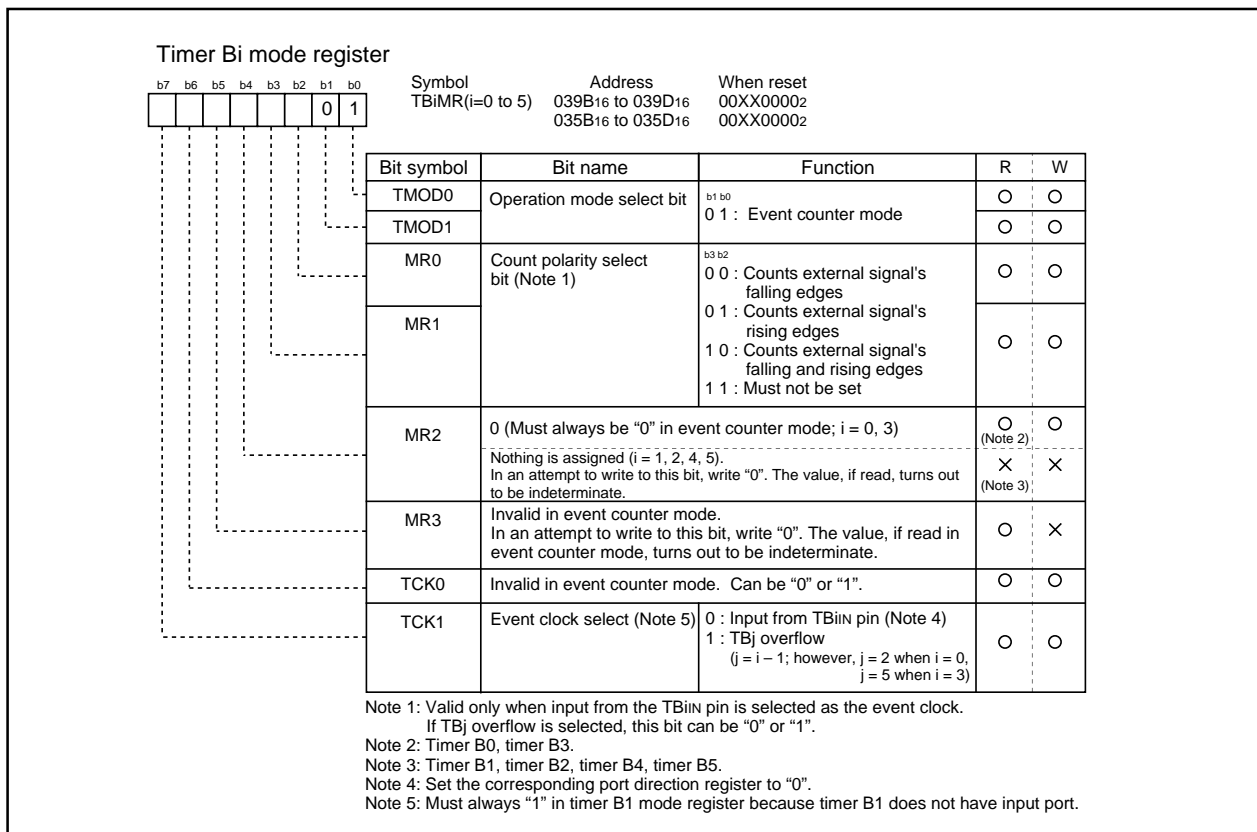 Timer Bi mode register
b7 b6 b5 b4 b3 b2 b1 b0
0 1
Symbol Address When reset
TBiMR(i=0 to 5) 039B16 to 039D16 00XX00002
035B16 to 035D16 00XX00002
Bit symbol Bit name Function R W
TMOD0 Operation mode select bit b1 b0
0 1 : Event counter mode
TMOD1
MR0 Count polarity select
bit (Note 1)
b3 b2
0 0 : Counts external signal's
falling edges
0 1 : Counts external signal's
rising edges
MR1
1 0 : Counts external signal's
falling and rising edges
1 1 : Must not be set
MR2 0 (Must always be “0” in event counter mode; i = 0, 3)
(Note 2)
Nothing is assigned (i = 1, 2, 4, 5).
In an attempt to write to this bit, write “0”. The value, if read, turns out
to be indeterminate.
(Note 3)
MR3 Invalid in event counter mode.
In an attempt to write to this bit, write “0”. The value, if read in
event counter mode, turns out to be indeterminate.
TCK0 Invalid in event counter mode. Can be “0” or “1”.
TCK1 Event clock select (Note 5) 0 : Input from TBiIN pin (Note 4)
1 : TBj overflow
(j = i – 1; however, j = 2 when i = 0,
j = 5 when i = 3)
Note 1: Valid only when input from the TBiIN pin is selected as the event clock.
If TBj overflow is selected, this bit can be “0” or “1”.
Note 2: Timer B0, timer B3.
Note 3: Timer B1, timer B2, timer B4, timer B5.
Note 4: Set the corresponding port direction register to “0”.
Note 5: Must always “1” in timer B1 mode register because timer B1 does not have input port.